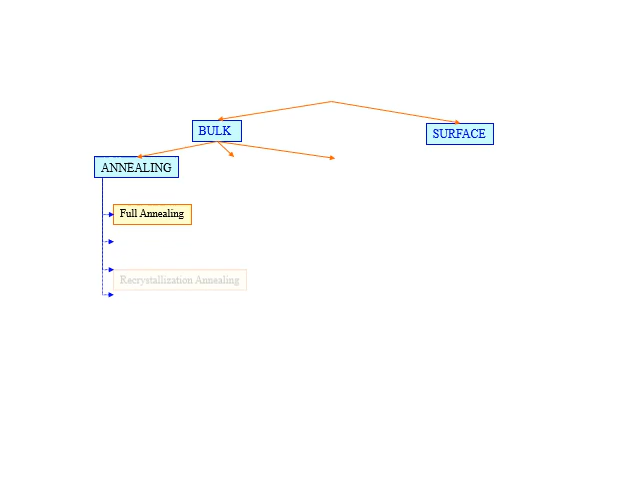 BULK
SURFACE
ANNEALING
Full Annealing
Recrystallization Annealing